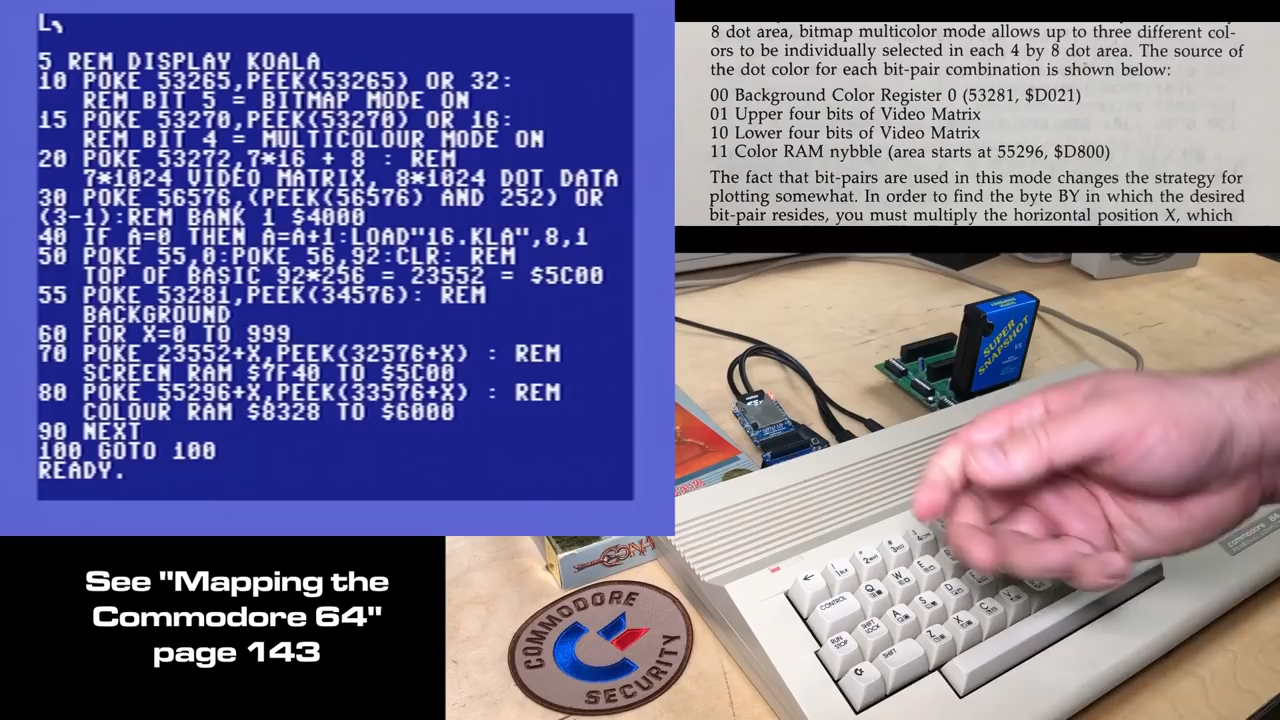 L
5 REM DISPLAY KOALA
10 POKE 53265,PEEK(53265) OR 32:
REM BIT 5 = BITMAP MODE ON
15 POKE 53270,PEEK(53270) OR 16:
REM BIT 4 = MULTICOLOUR MODE ON
20 POKE 53272,7*16 + 8 : REM
7*1024 VIDEO MATRIX, 8*1024 DOT DATA
30 POKE 56576,(PEEK(56576) AND 252) OR
(3-1):REM BANK 1 $4000
40 IF A=0 THEN A=A+1:LOAD"16.KLA",8,1
50 POKE 55,0:POKE 56,92:CLR: REM
TOP OF BASIC 92*256 = 23552 = $5C00
55 POKE 53281,PEEK(34576): REM
BACKGROUND
60 FOR X=0 TO 999
70 POKE 23552+X,PEEK(32576+X) : REM
SCREEN RAM $7F40 TO $5C00
80 POKE 55296+X,PEEK(33576+X) : REM
COLOUR RAM $8328 TO $6000
90 NEXT
100 GOTO 100
READY.
8 dot area, bitmap multicolor mode allows up to three different col-
ors to be individually selected in each 4 by 8 dot area. The source of
the dot color for each bit-pair combination is shown below:
00 Background Color Register 0 (53281, $D021)
01 Upper four bits of Video Matrix
10 Lower four bits of Video Matrix
11 Color RAM nybble (area starts at 55296, $D800)
The fact that bit-pairs are used in this mode changes the strategy for
plotting somewhat. In order to find the byte BY in which the desired
bit-pair resides, you must multiply the horizontal position X, which
See "Mapping the
Commodore 64"
page 143
SUPER
SNAPSHOT
COMMODORE
SECURITY
CONTROL
Q
W
E
RUN
STOP
SHIFT
LOCK
A
S
D
SHIFT
Z
X
C
V
commodore 64